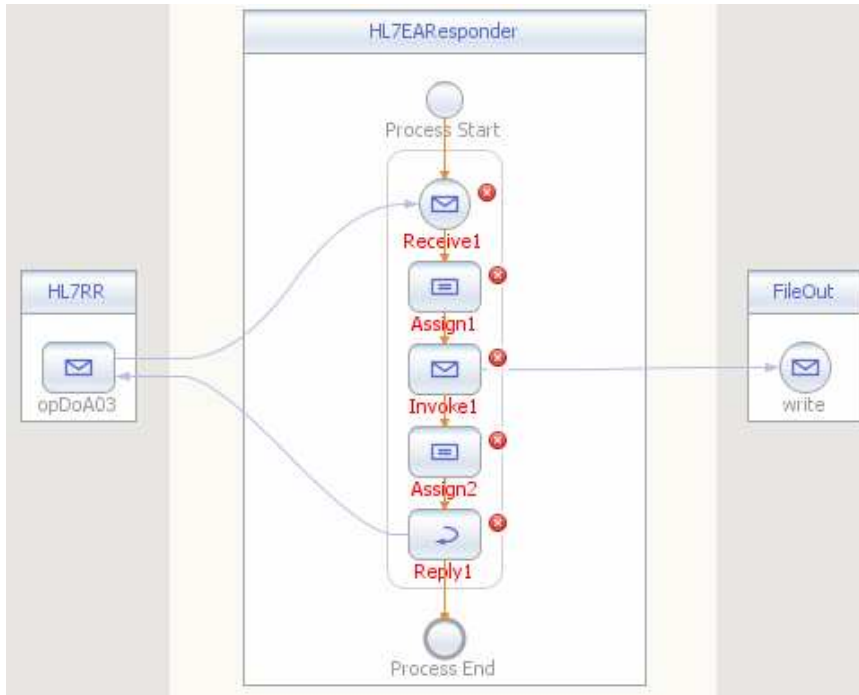 HL7EAResponder
Process Start
Receive1
HL7RR
Assign1
FileOut
opDoA03
Invoke1
write
Assign2
Reply1
Process End